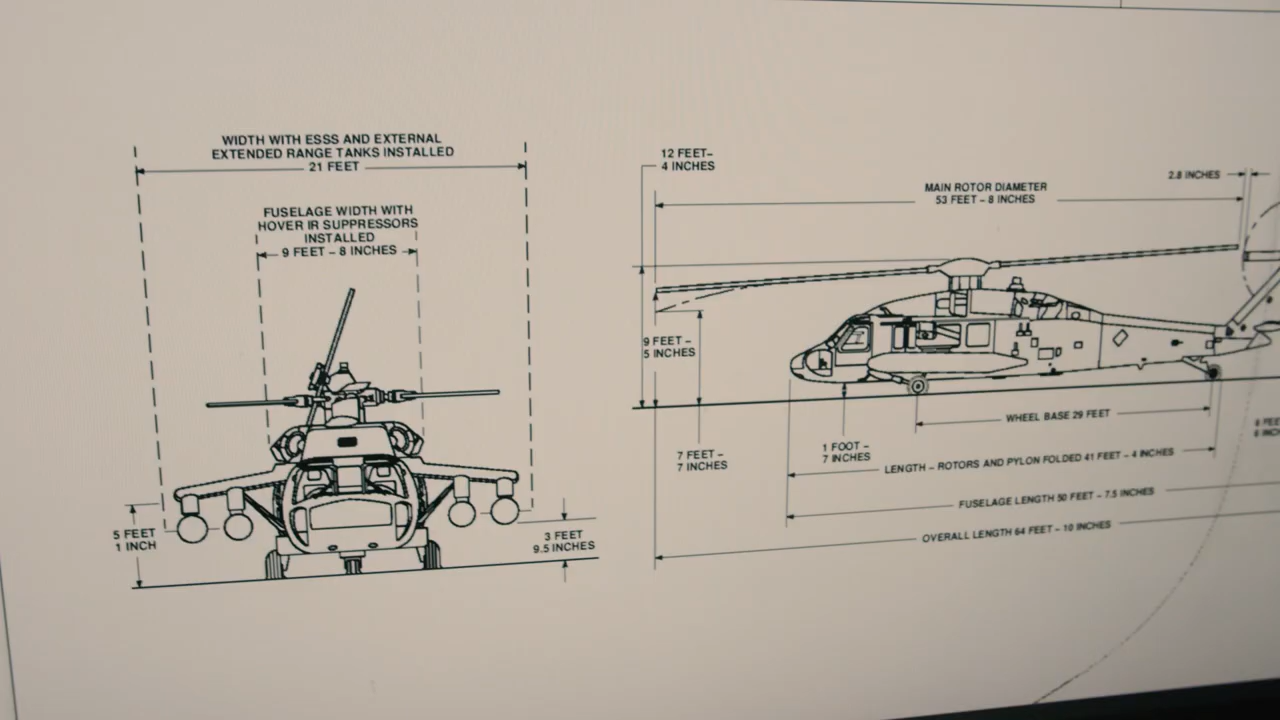 WIDTH WITH ESSS AND EXTERNAL
EXTENDED RANGE TANKS INSTALLED
21 FEET
FUSELAGE WIDTH WITH
HOVER IR SUPPRESSORS
INSTALLED
9 FEET – 8 INCHES
5 FEET
1 INCH
3 FEET
9.5 INCHES
12 FEET–
4 INCHES
MAIN ROTOR DIAMETER
53 FEET – 8 INCHES
2.8 INCHES
9 FEET –
5 INCHES
7 FEET –
7 INCHES
1 FOOT –
7 INCHES
WHEEL BASE 29 FEET
LENGTH – ROTORS AND PYLON FOLDED 41 FEET – 4 INCHES
FUSELAGE LENGTH 50 FEET – 7.5 INCHES
OVERALL LENGTH 64 FEET – 10 INCHES